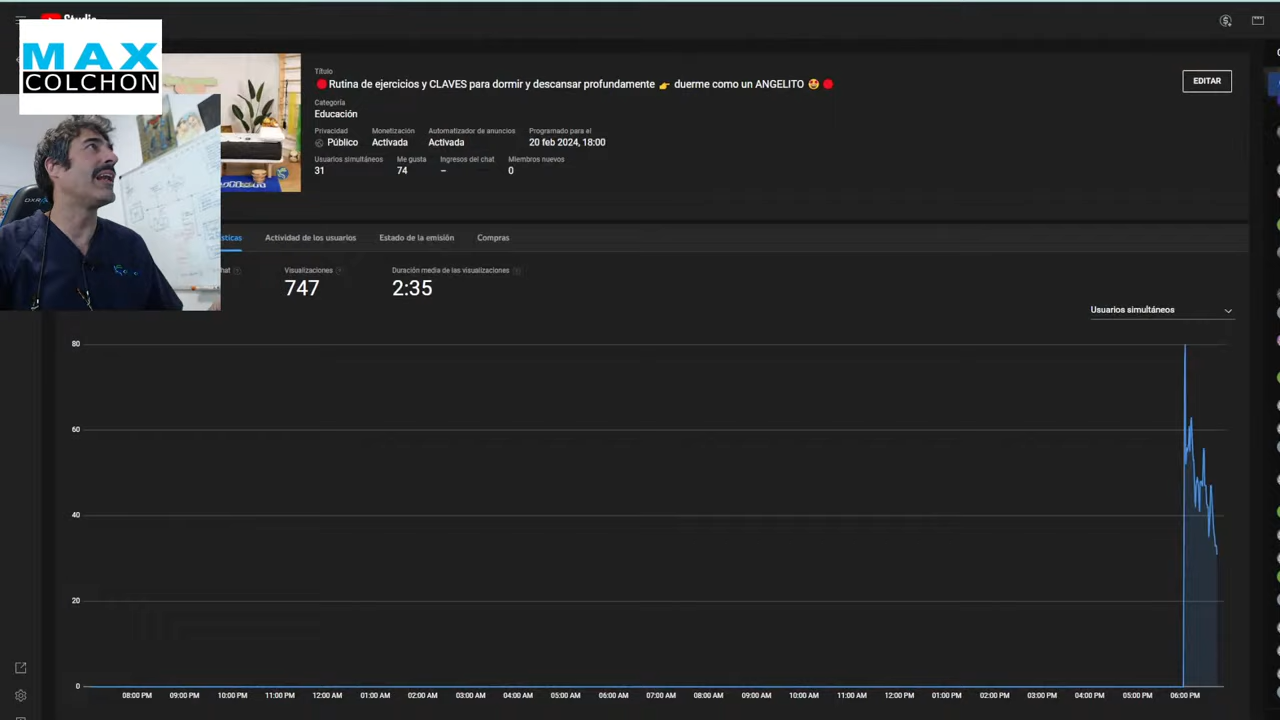 Studio
MAX
COLCHON
Título
Rutina de ejercicios y CLAVES para dormir y descansar profundamente 👉 duerme como un ANGELITO 🤩
EDITAR
Categoría
Educación
Privacidad Monetización Automatizador de anuncios Programado para el
Público Activada Activada 20 feb 2024, 18:00
Usuarios simultáneos Me gusta Ingresos del chat Miembros nuevos
31 74 – 0
sticas Actividad de los usuarios Estado de la emisión Compras
hat Visualizaciones Duración media de las visualizaciones
747 2:35
Usuarios simultáneos
80
60
40
20
0
08:00 PM 09:00 PM 10:00 PM 11:00 PM 12:00 AM 01:00 AM 02:00 AM 03:00 AM 04:00 AM 05:00 AM 06:00 AM 07:00 AM 08:00 AM 09:00 AM 10:00 AM 11:00 AM 12:00 PM 01:00 PM 02:00 PM 03:00 PM 04:00 PM 05:00 PM 06:00 PM